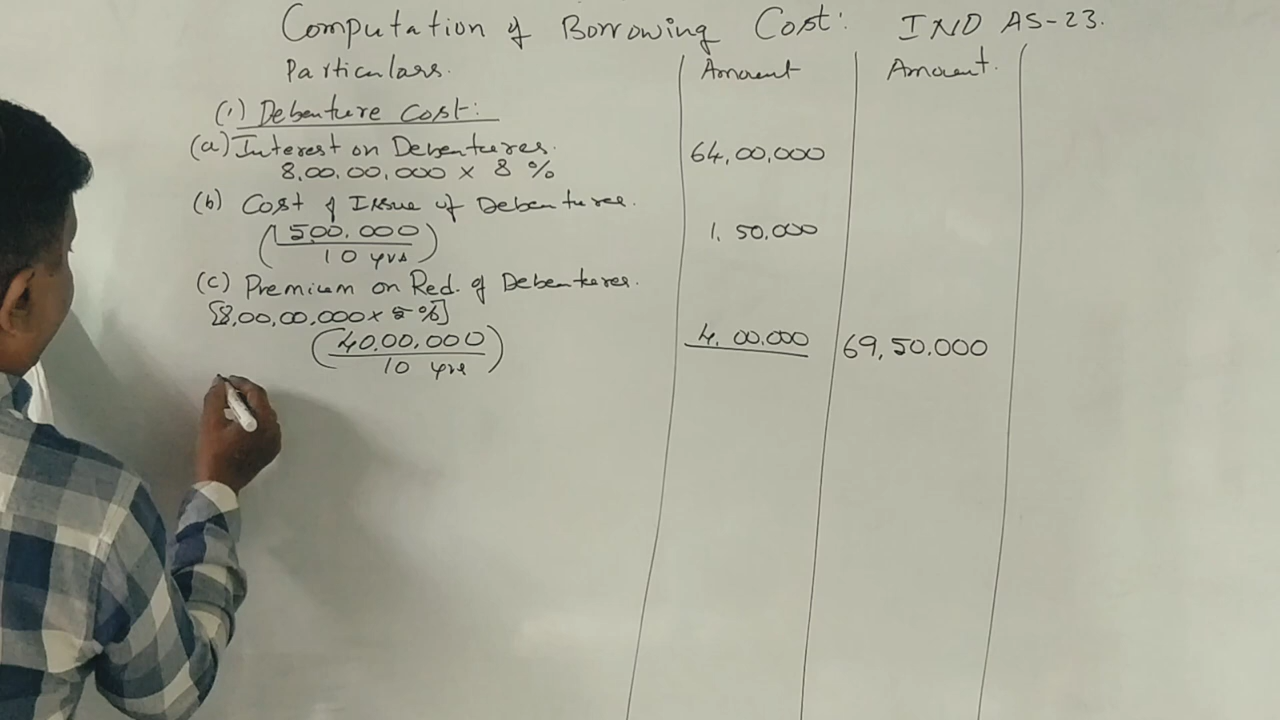 Computation of Borrowing Cost: IND AS-23.
Particulars. Amount Amount.
(1) Debenture Cost:
(a) Interest on Debentures. 64,00,000
8,00,00,000 x 8 %
(b) Cost of Issue of Debentures.
(500,000 / 10 yrs) 1,50,000
(c) Premium on Red. of Debentures.
[8,00,00,000 x 5 %]
(40,00,000 / 10 yrs) 4,00,000 69,50,000